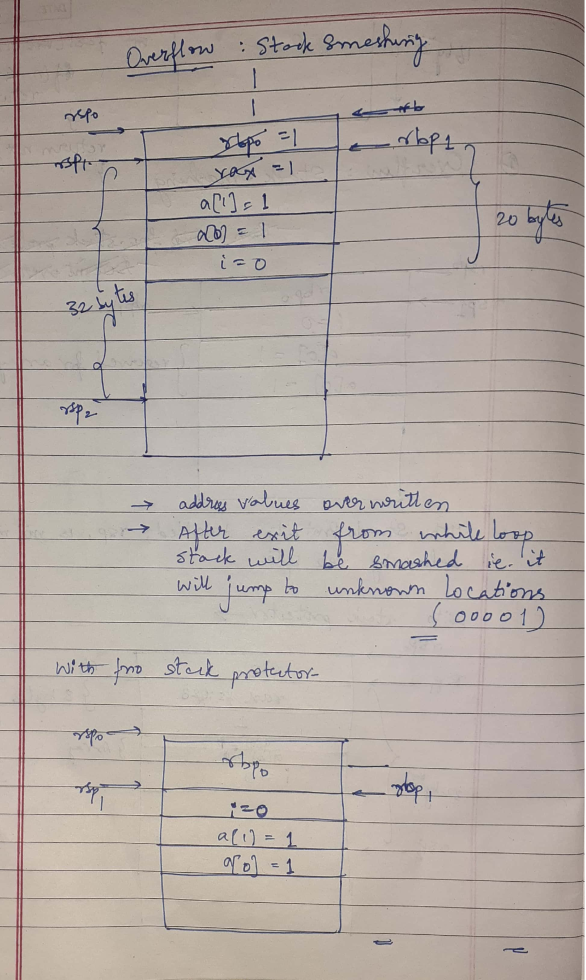 Overflow : Stack Smashing
rsp0
rbp0 = 1
rbp1
rsp1
rax = 1
a[1] = 1
20 bytes
a[0] = 1
i = 0
32 bytes
rsp2
→ address values overwritten
→ After exit from while loop
stack will be smashed ie. it
will jump to unknown locations
(00001)
With fno stack protector-
rsp0
rbp0
rsp1
rbp1
i=0
a[1] = 1
a[0] = 1